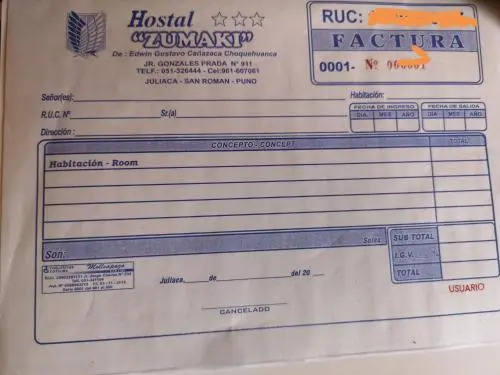 Hostal
"ZUMAKI"
De : Edwin Gustavo Cañazaca Choquehuanca
JR. GONZALES PRADA Nº 911
TELF.: 051-326444 - Cel:961-667061
JULIACA - SAN ROMAN - PUNO
RUC:
FACTURA
0001- Nº 000001
Señor(es):
Habitación:
R.U.C. Nº
Sr.(a)
FECHA DE INGRESO
FECHA DE SALIDA
DIA MES AÑO
DIA MES AÑO
Dirección :
CONCEPTO - CONCEPT
TOTAL
Habitación - Room
Son:
Soles
SUB TOTAL
I.G.V.
TOTAL
Juliaca, de del 20
CANCELADO
USUARIO